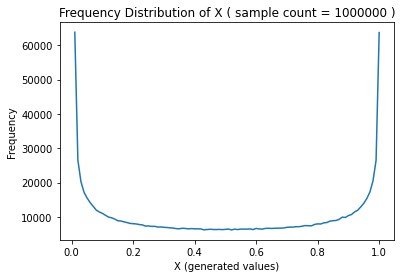 Frequency Distribution of X ( sample count = 1000000 )
60000
50000
40000
30000
20000
10000
Frequency
0.0 0.2 0.4 0.6 0.8 1.0
X (generated values)